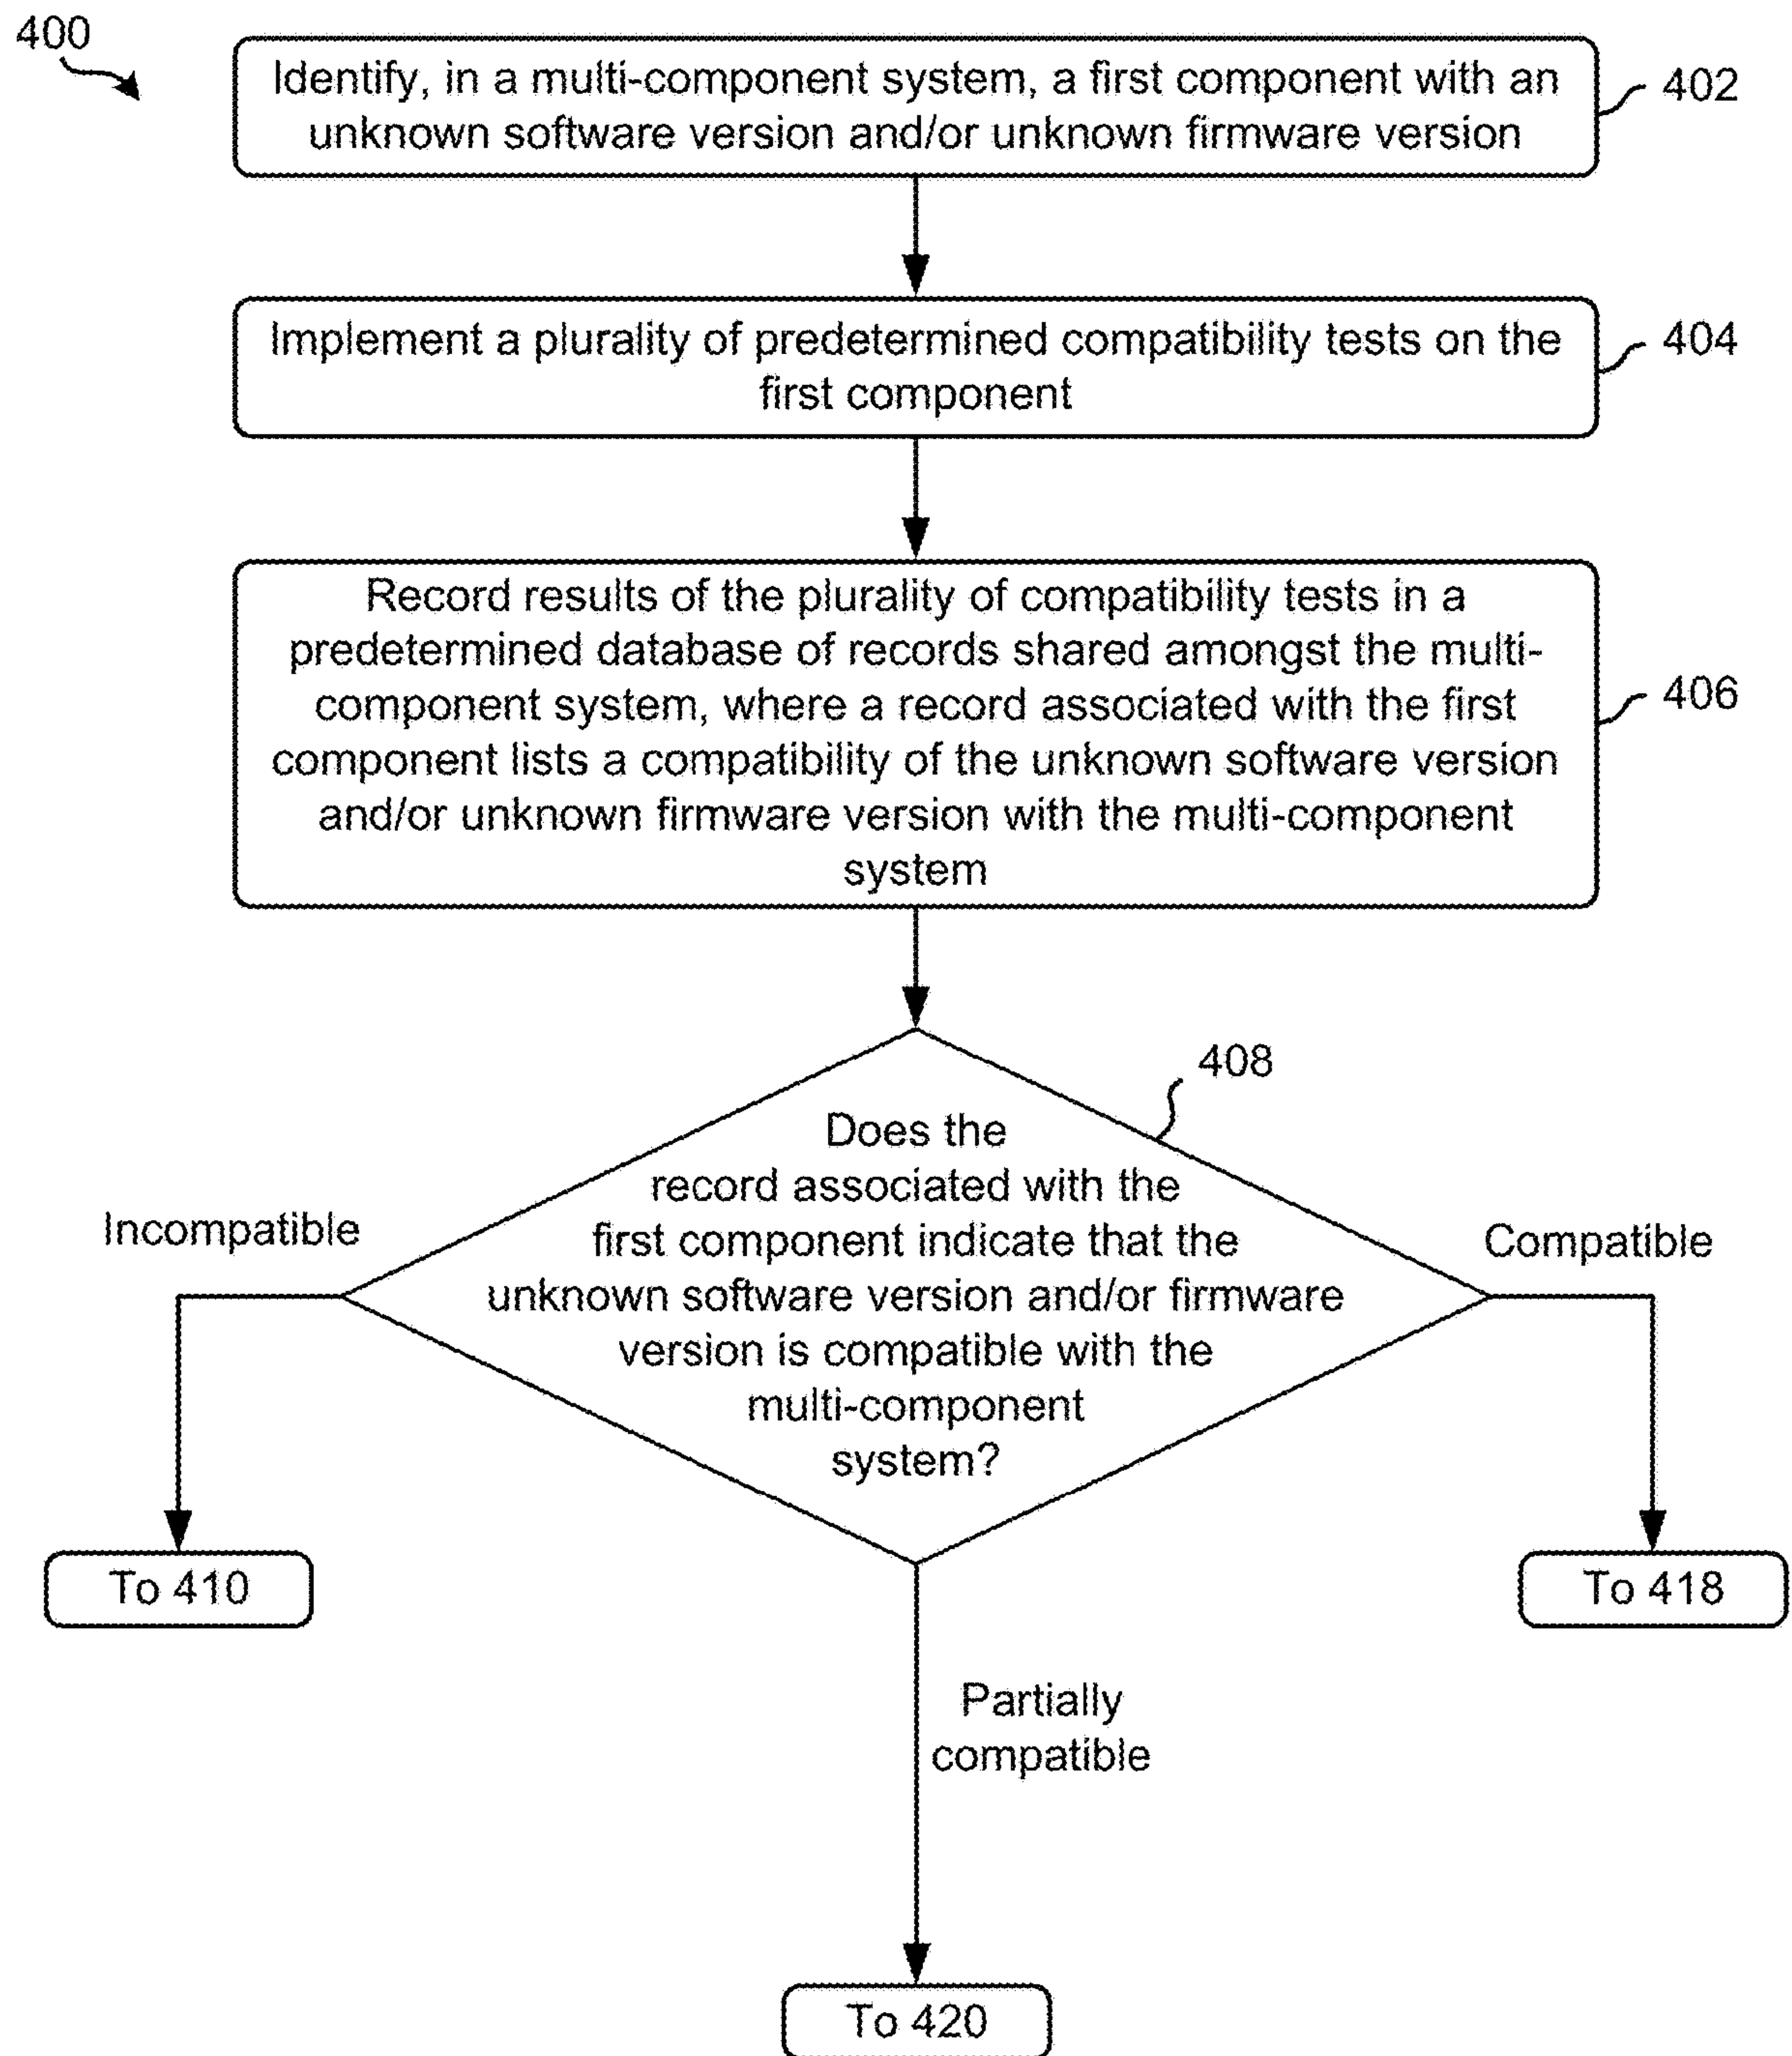 400
Identify, in a multi-component system, a first component with an
unknown software version and/or unknown firmware version
402
Implement a plurality of predetermined compatibility tests on the
first component
404
Record results of the plurality of compatibility tests in a
predetermined database of records shared amongst the multi-
component system, where a record associated with the first
component lists a compatibility of the unknown software version
and/or unknown firmware version with the multi-component
system
406
408
Does the
record associated with the
first component indicate that the
unknown software version and/or firmware
version is compatible with the
multi-component
system?
Incompatible
Compatible
To 410
To 418
Partially
compatible
To 420